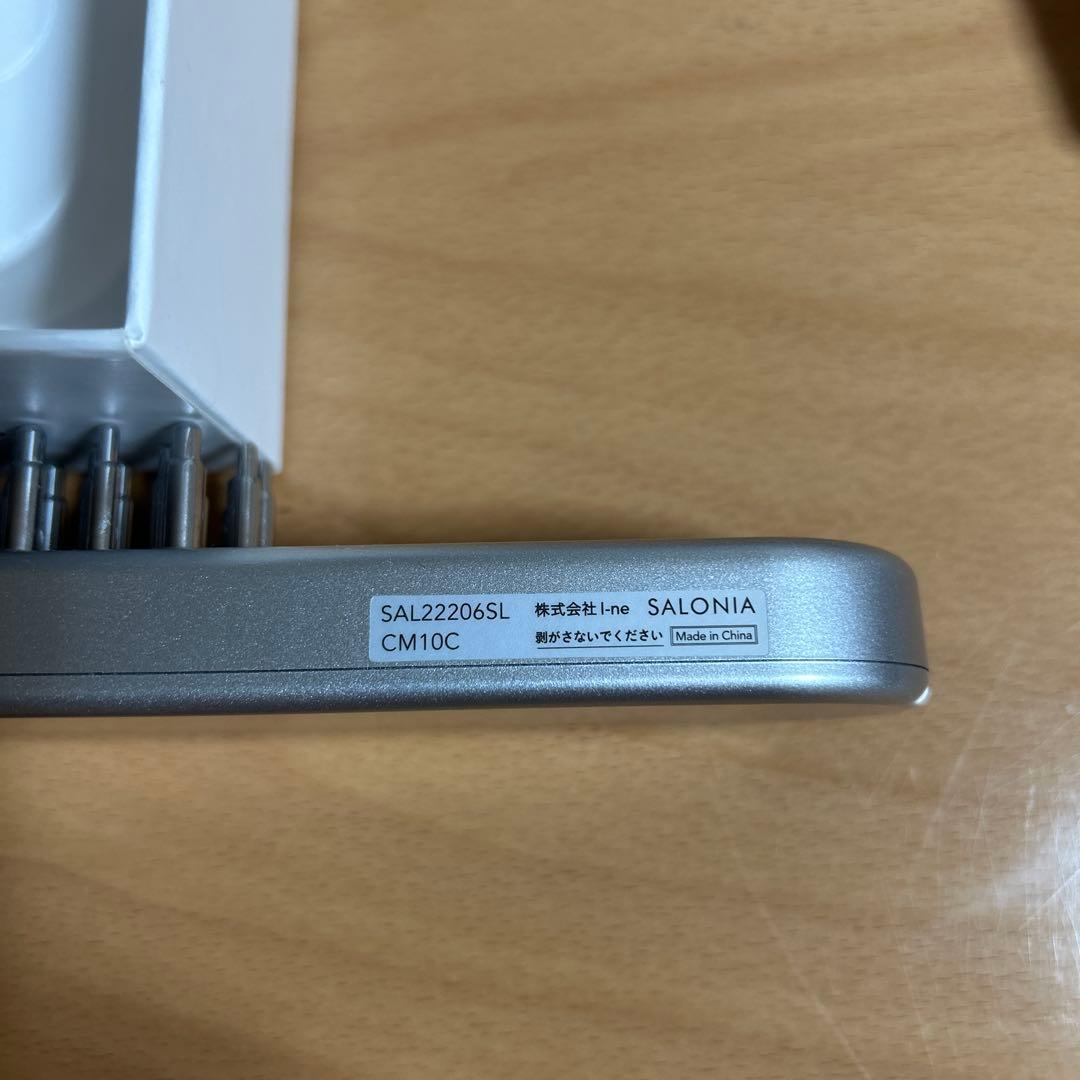 SAL22206SL
CM10C
株式会社I-ne SALONIA
剥がさないでください Made in China